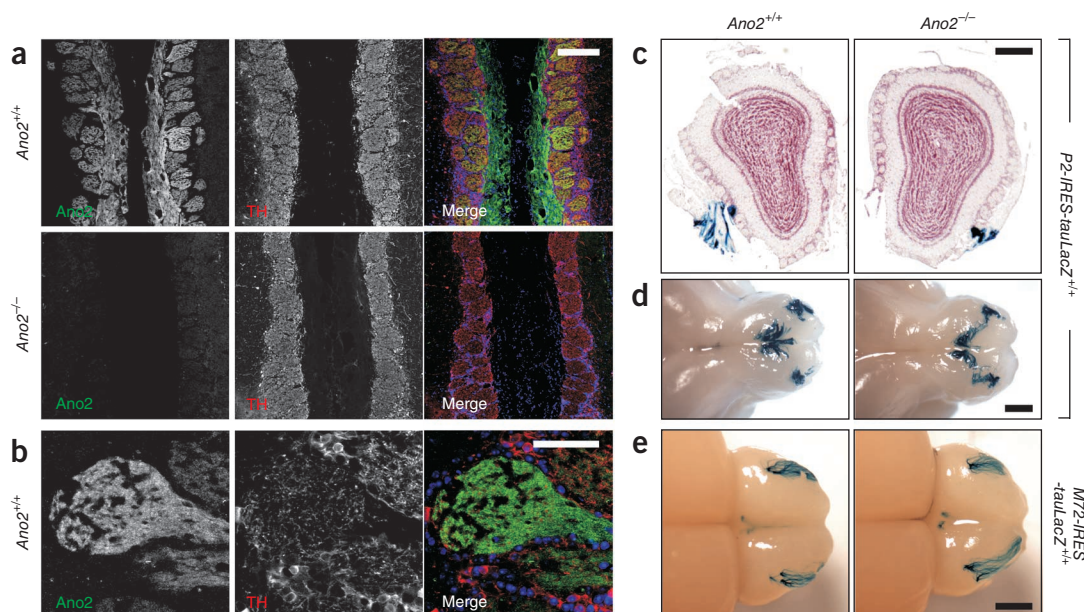 Ano2+/+
Ano2−/−
a
Ano2+/+
Ano2
TH
Merge
Ano2−/−
Ano2
TH
Merge
b
Ano2+/+
Ano2
TH
Merge
c
P2-IRES-tauLacZ+/+
d
e
M72-IRES
-tauLacZ+/+